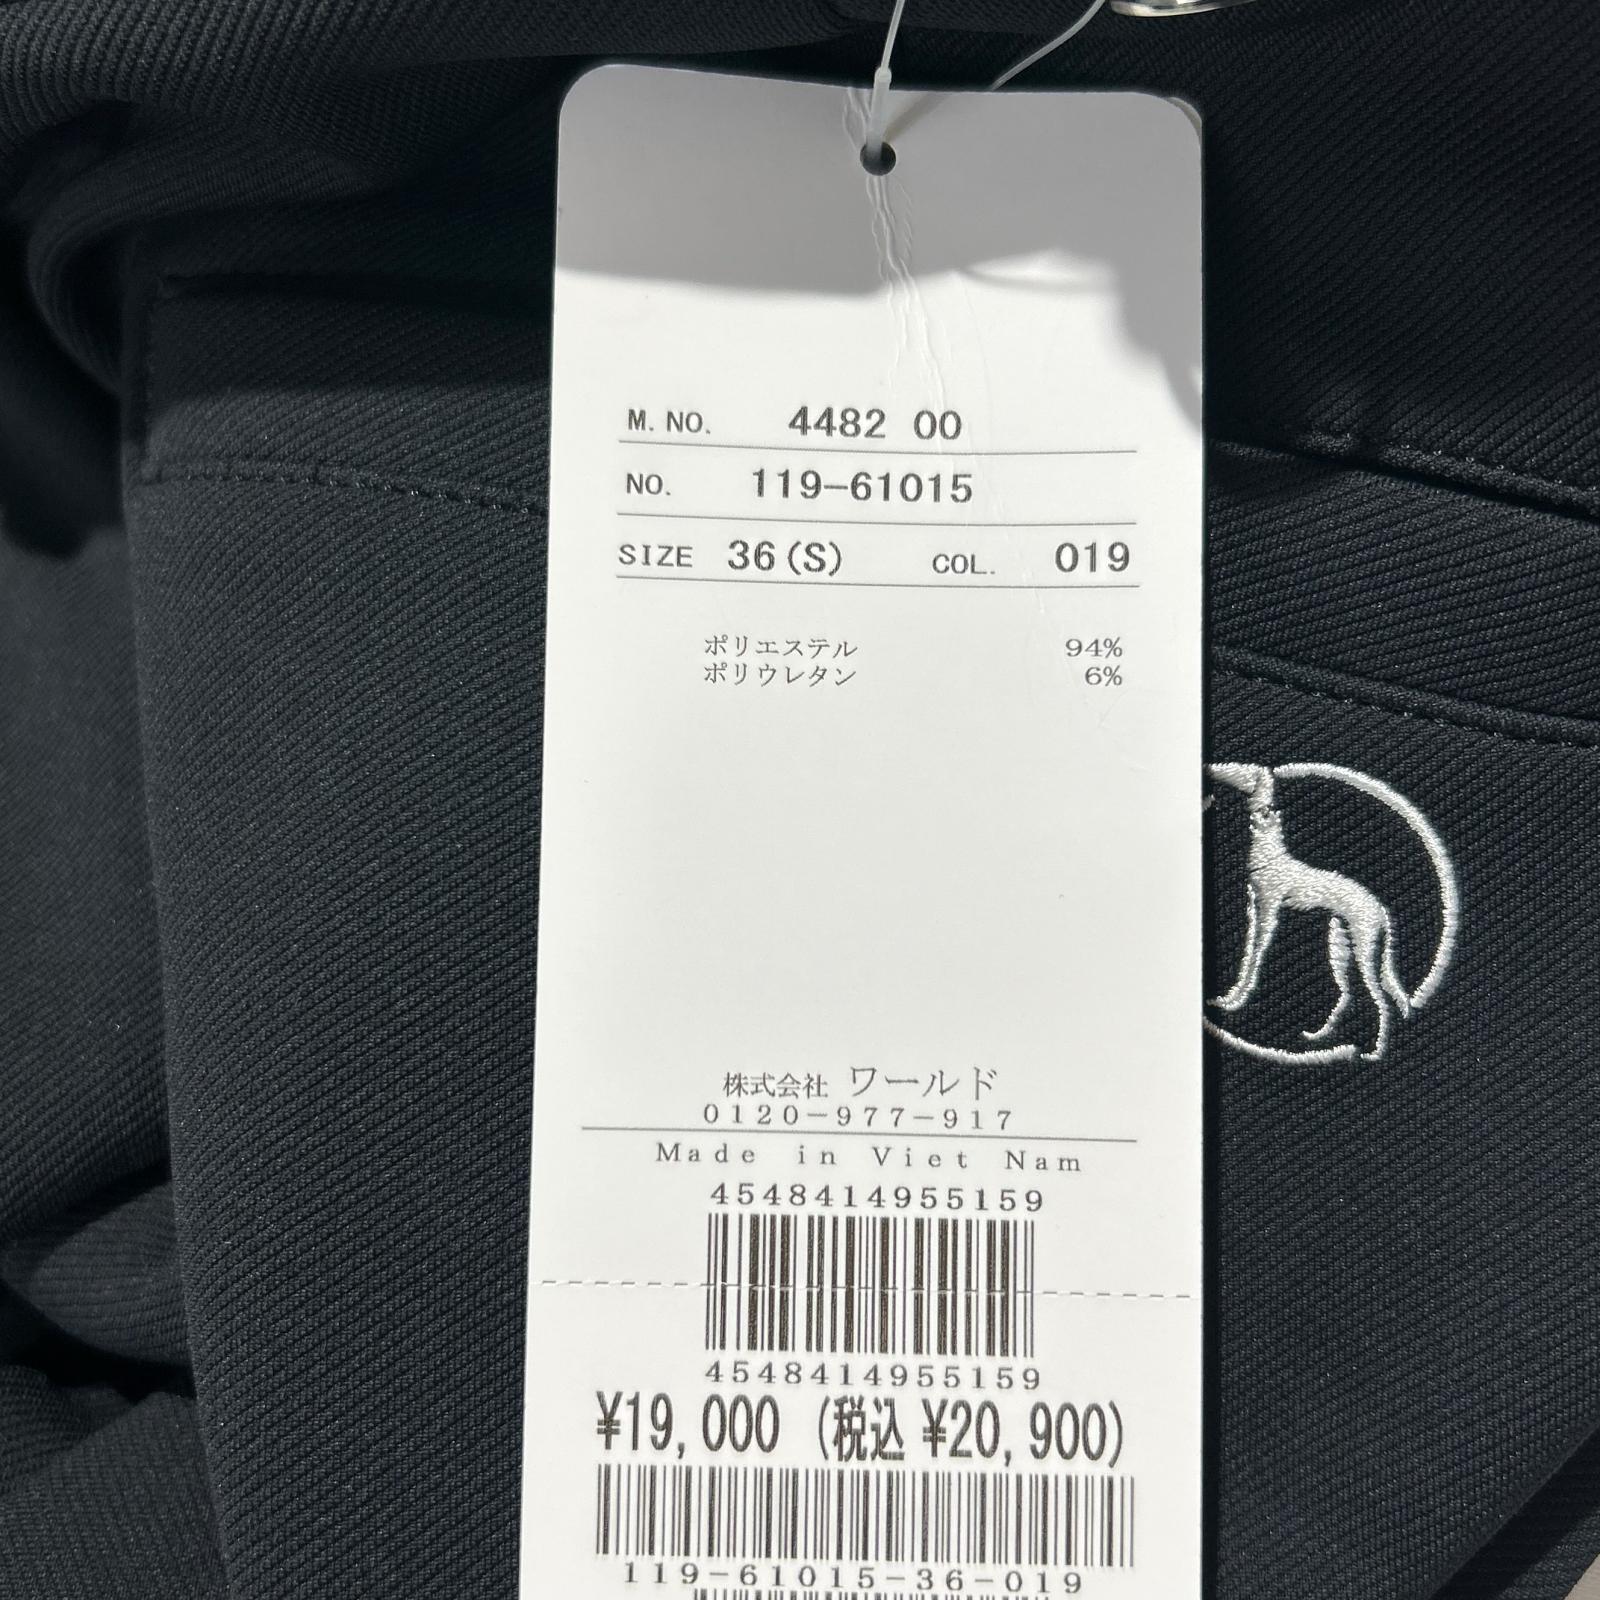 M. NO. 4482 00
NO. 119-61015
SIZE 36(S) COL. 019
ポリエステル 94%
ポリウレタン 6%
株式会社 ワールド
0120-977-917
Made in Viet Nam
4548414955159
4548414955159
¥19,000 (税込 ¥20,900)
119-61015-36-019